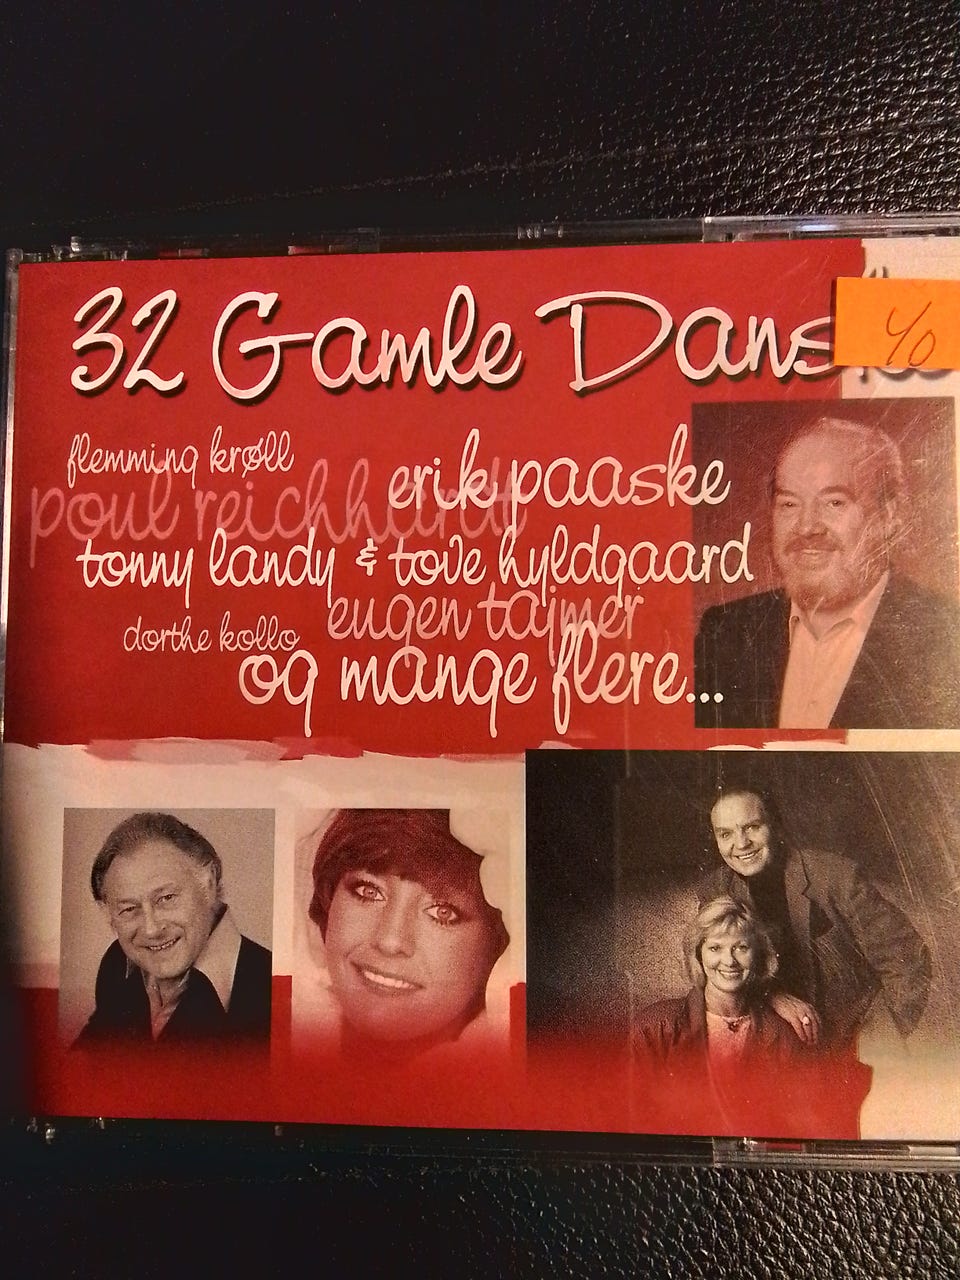 32 Gamle Danske
40
flemming krøll
erik paaske
poul reichhardt
tonny landy & tove hyldgaard
eugen tajmer
dorthe kollo
og mange flere...